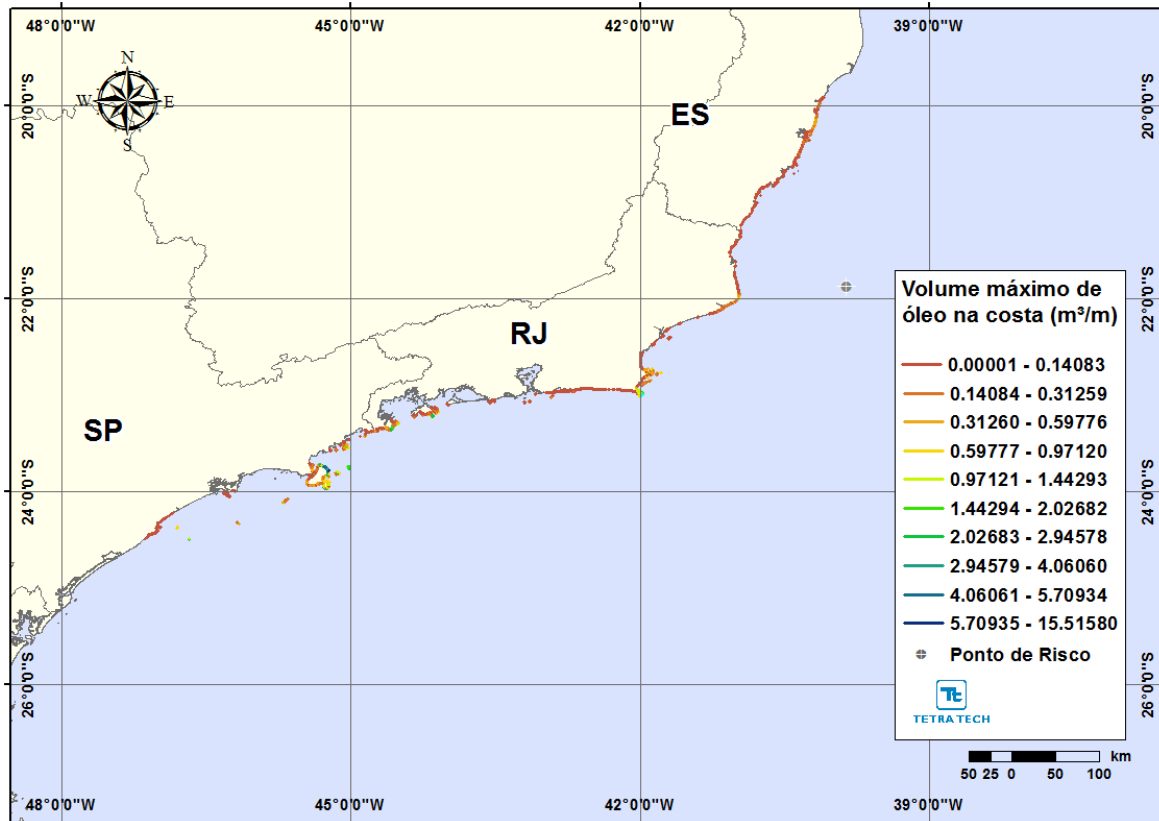 48°0'0"W 45°0'0"W 42°0'0"W 39°0'0"W
N
W E
S
20°0'0"S 20°0'0"S
ES
22°0'0"S 22°0'0"S
RJ
SP
24°0'0"S 24°0'0"S
26°0'0"S 26°0'0"S
Volume máximo de
óleo na costa (m³/m)
0.00001 - 0.14083
0.14084 - 0.31259
0.31260 - 0.59776
0.59777 - 0.97120
0.97121 - 1.44293
1.44294 - 2.02682
2.02683 - 2.94578
2.94579 - 4.06060
4.06061 - 5.70934
5.70935 - 15.51580
Ponto de Risco
Tt
TETRA TECH
km
50 25 0 50 100
48°0'0"W 45°0'0"W 42°0'0"W 39°0'0"W